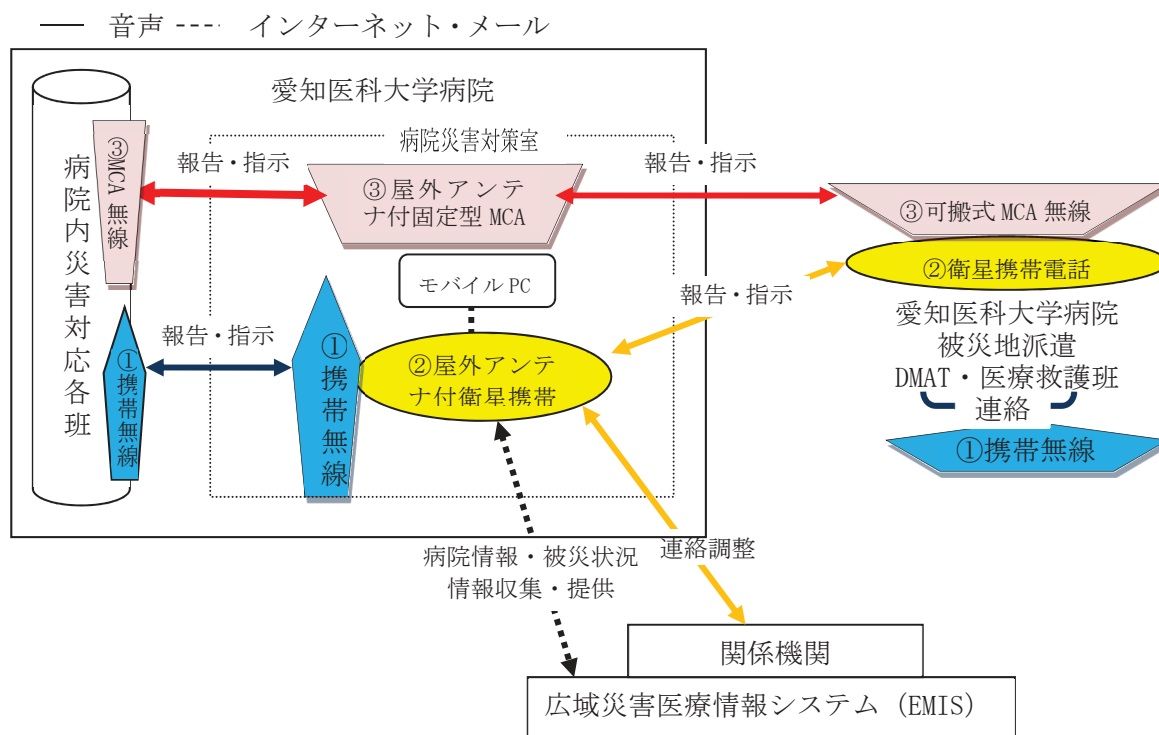 音声
インターネット・メール
愛知医科大学病院
病院災害対策室
病院内災害対応各班
③MCA無線
報告・指示
③屋外アンテ
ナ付固定型 MCA
報告・指示
③可搬式 MCA 無線
②衛星携帯電話
モバイル PC
報告・指示
①携帯無線
報告・指示
①携帯無線
②屋外アンテ
ナ付衛星携帯
愛知医科大学病院
被災地派遣
DMAT・医療救護班
連絡
①携帯無線
病院情報・被災状況
情報収集・提供
連絡調整
関係機関
広域災害医療情報システム（EMIS）